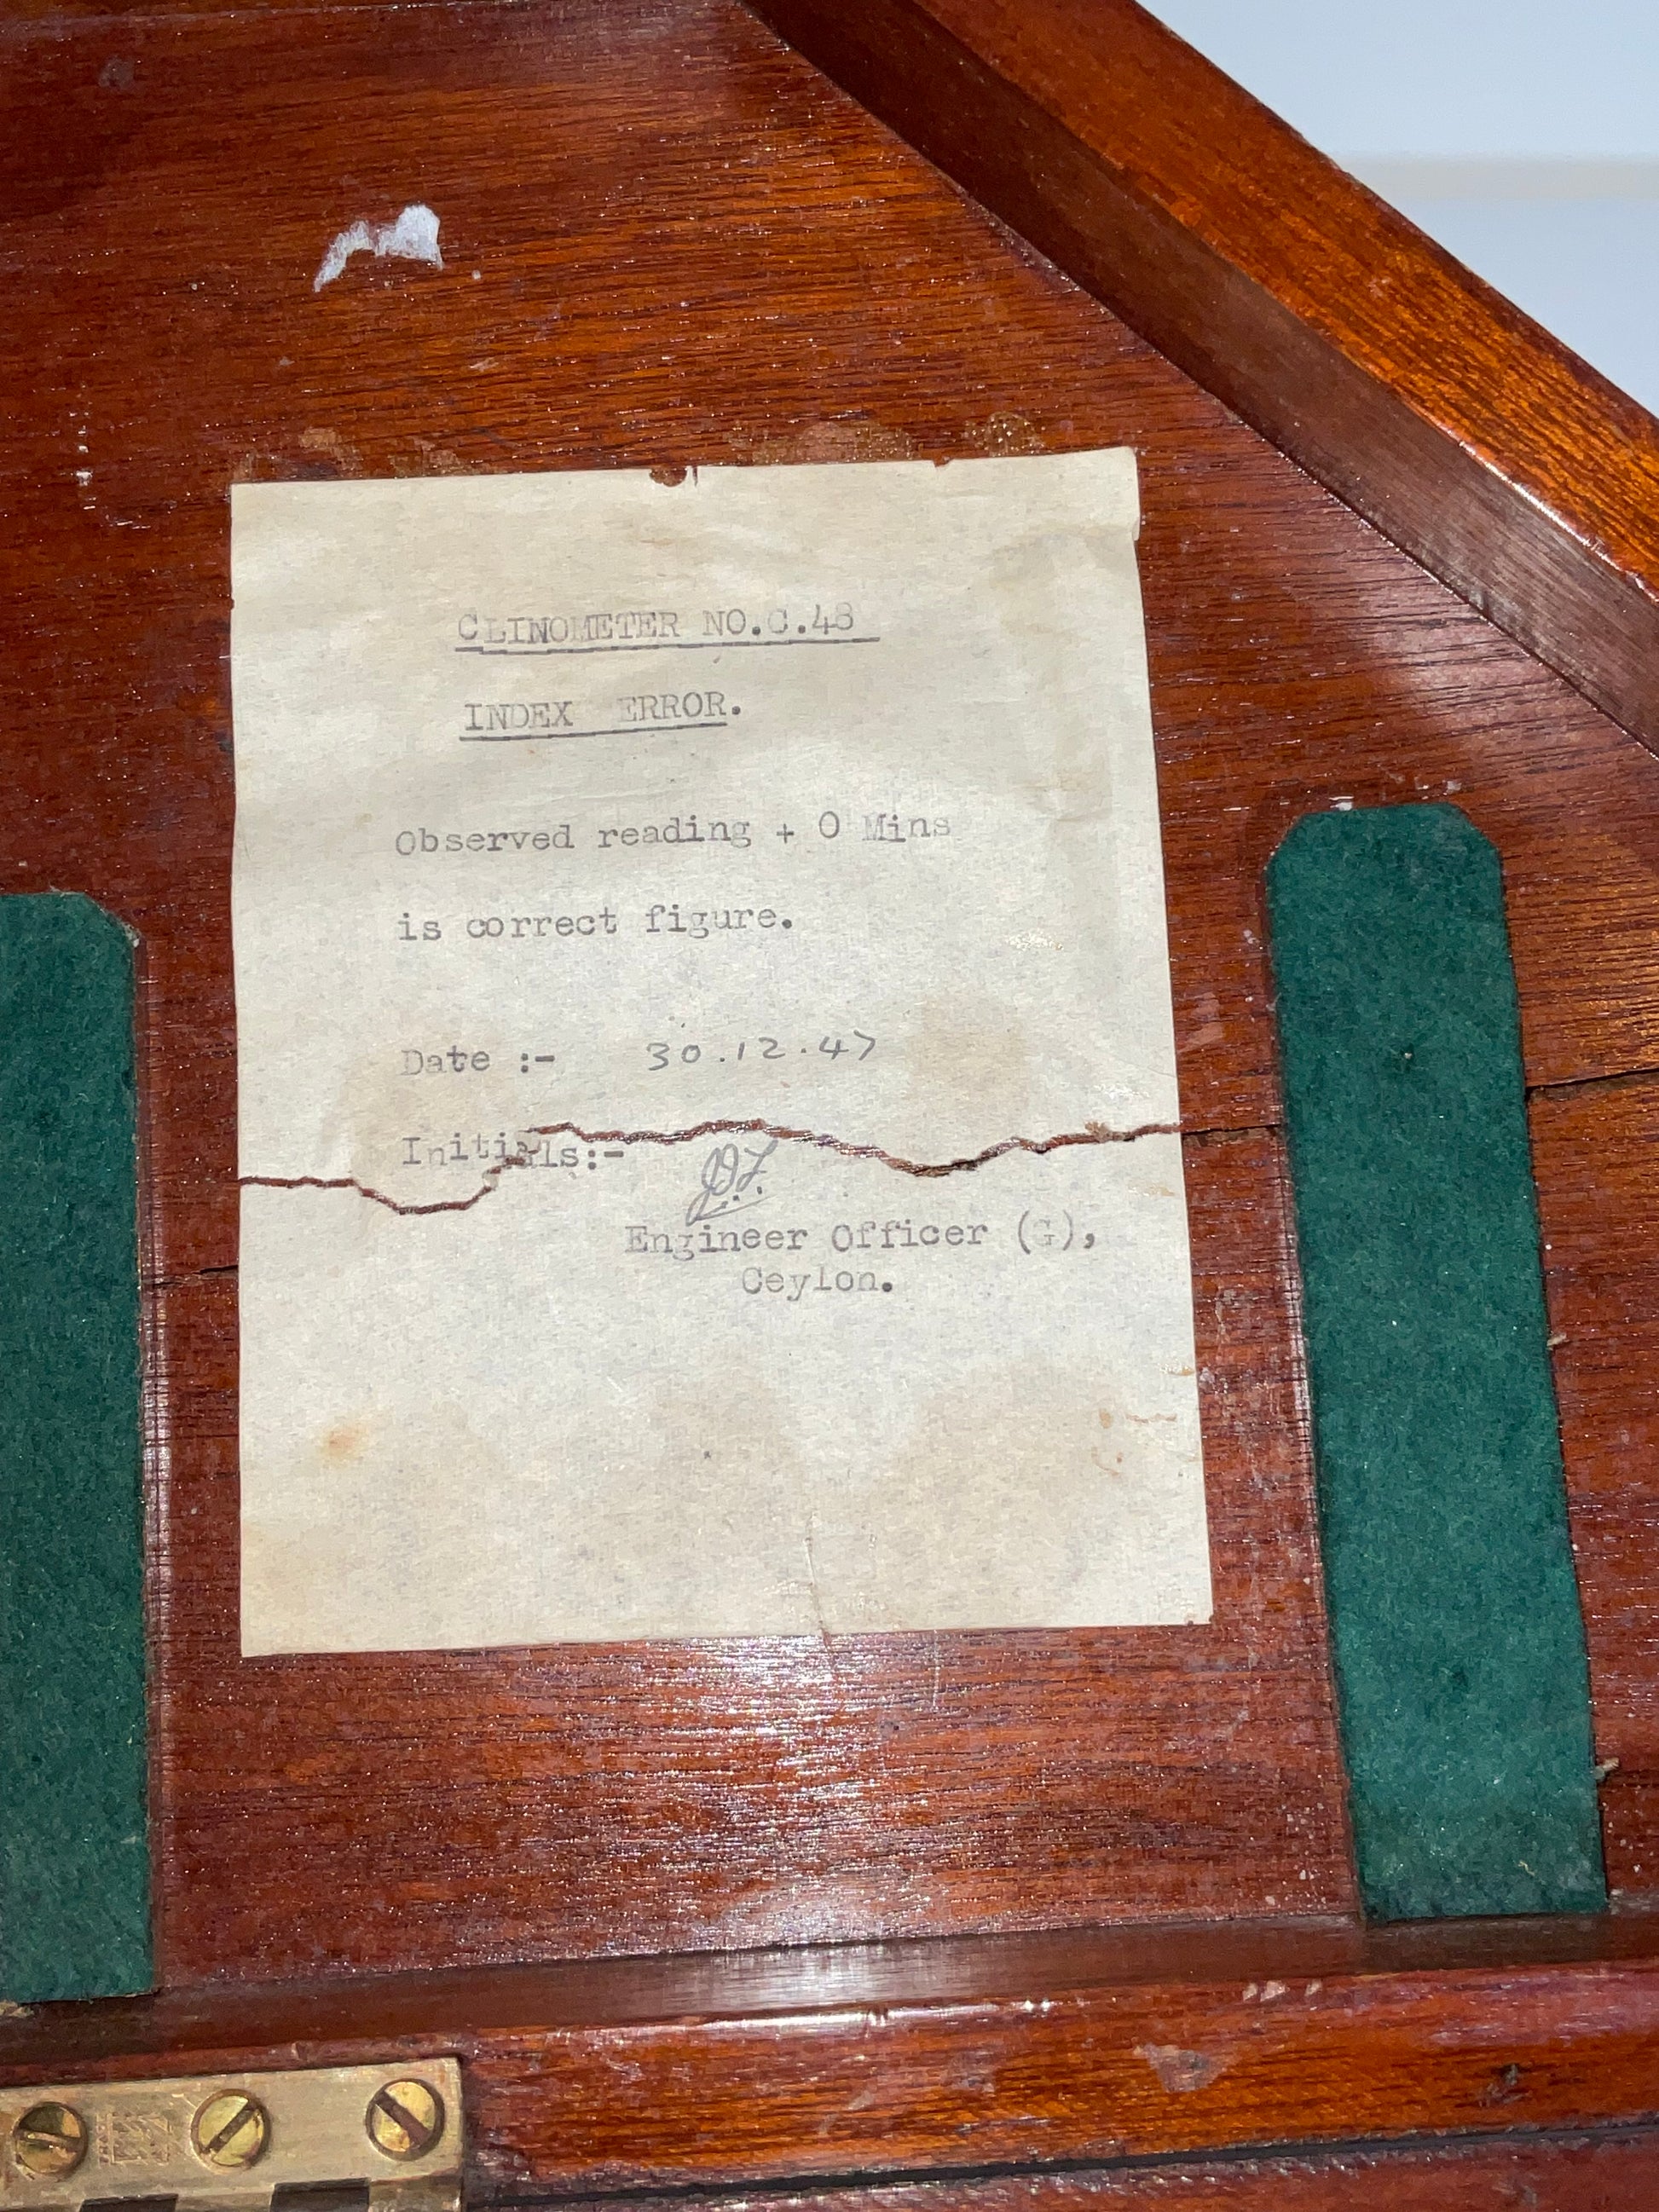 CLINOMETER NO.C.48
INDEX ERROR.
Observed reading + 0 Mins
is correct figure.
Date :- 30.12.47
Initials:-
Engineer Officer (G),
Ceylon.